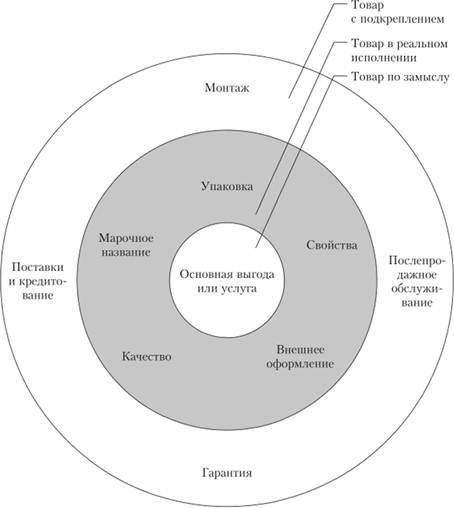 Товар
с подкреплением
Товар в реальном
исполнении
Товар по замыслу
Монтаж
Упаковка
Марочное
название
Свойства
Поставки
и кредито-
вание
Основная выгода
или услуга
Послепро-
дажное
обслужи-
вание
Качество
Внешнее
оформление
Гарантия